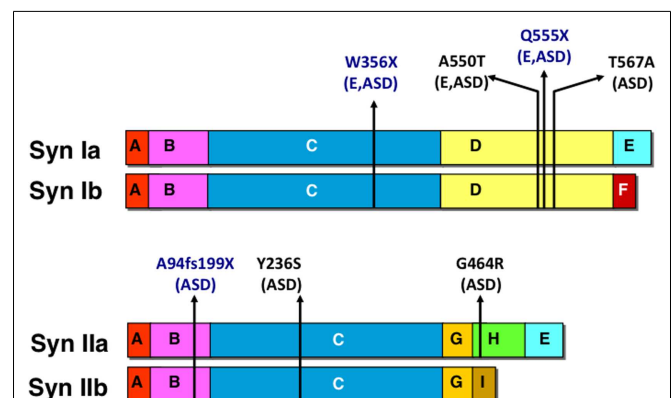 Q555X
(E,ASD)
W356X
(E,ASD)
A550T
(E,ASD)
T567A
(ASD)
Syn Ia A B C D E
Syn Ib A B C D F
A94fs199X
(ASD)
Y236S
(ASD)
G464R
(ASD)
Syn IIa A B C G H E
Syn IIb A B C G I